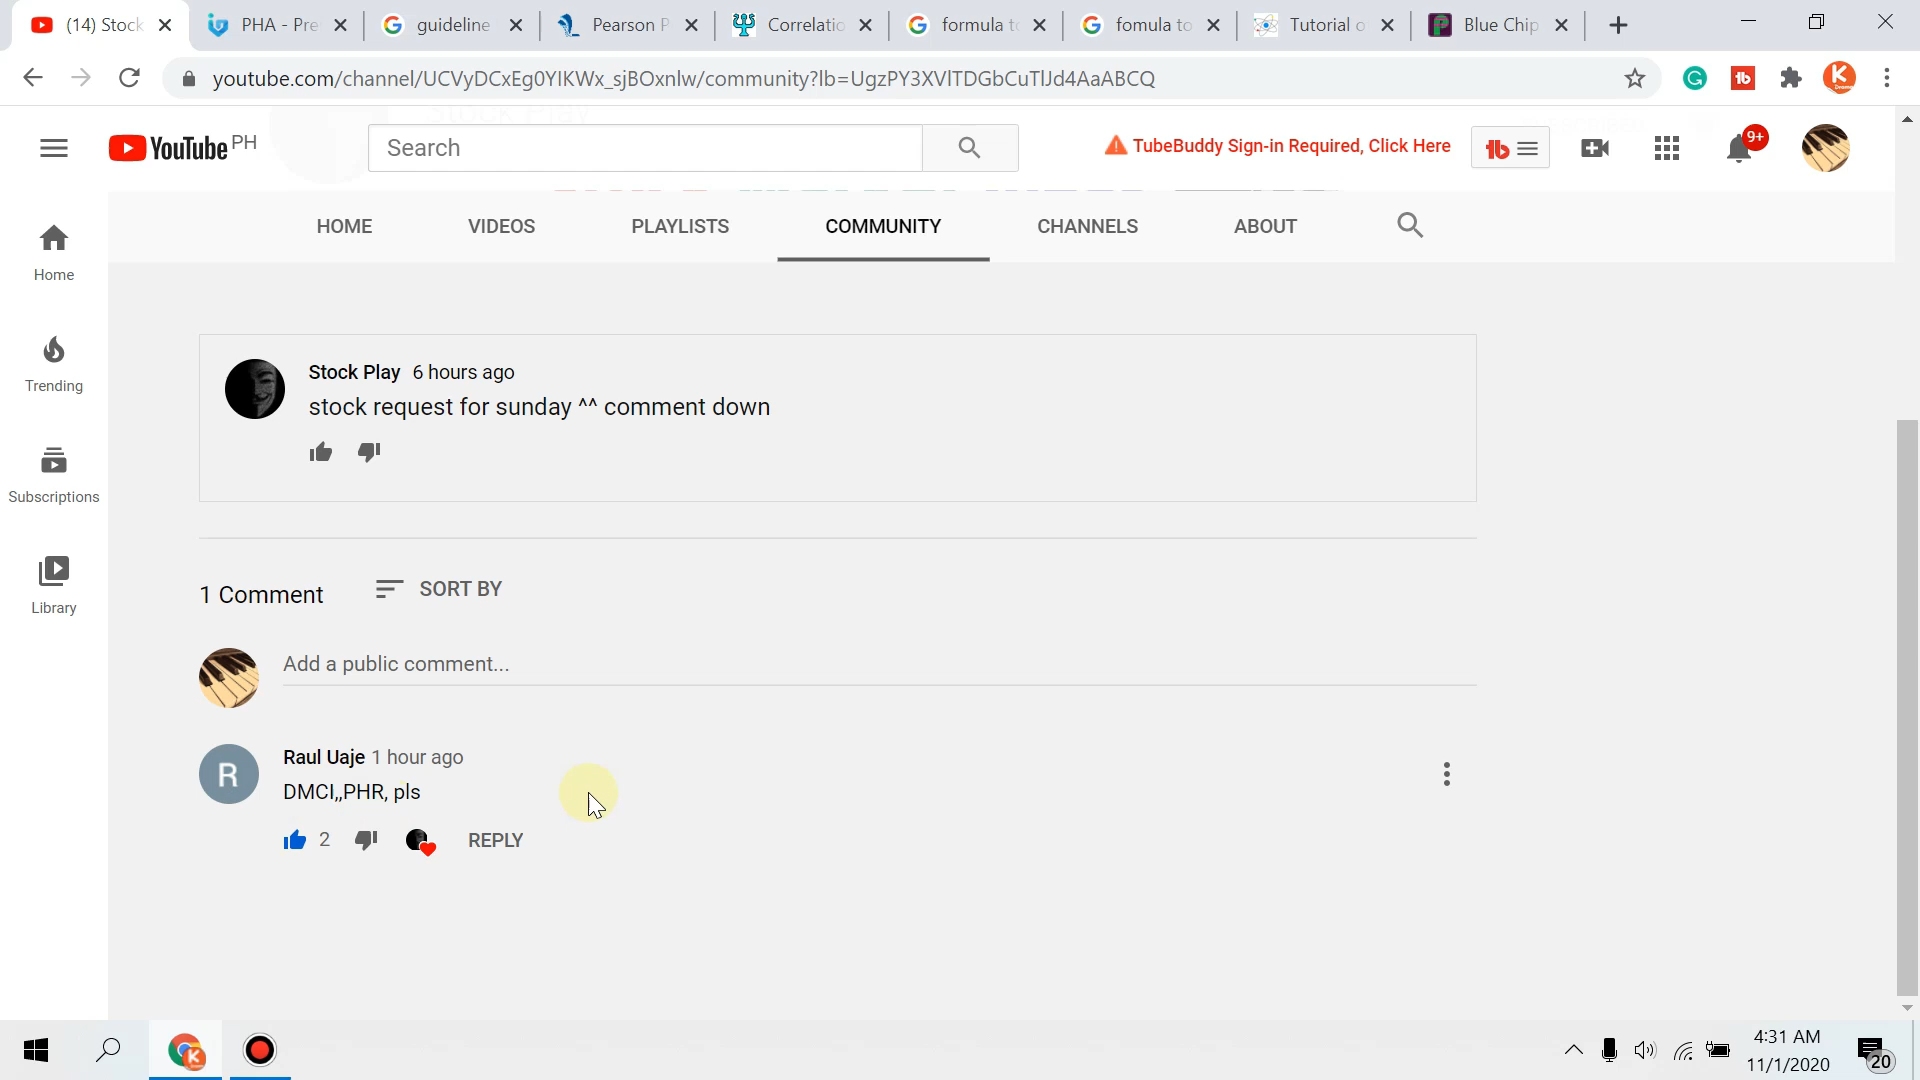 (14) Stock
PHA - Pre
guideline
Pearson P
Correlatio
formula to
fomula to
Tutorial o
Blue Chip
youtube.com/channel/UCVyDCxEg0YIKWx_sjBOxnlw/community?lb=UgzPY3XVlTDGbCuTlJd4AaABCQ
YouTube PH
Search
TubeBuddy Sign-in Required, Click Here
9+
HOME
VIDEOS
PLAYLISTS
COMMUNITY
CHANNELS
ABOUT
Home
Trending
Subscriptions
Library
Stock Play 6 hours ago
stock request for sunday ^^ comment down
1 Comment
SORT BY
Add a public comment...
R
Raul Uaje 1 hour ago
DMCI,,PHR, pls
2
REPLY
4:31 AM
11/1/2020
20